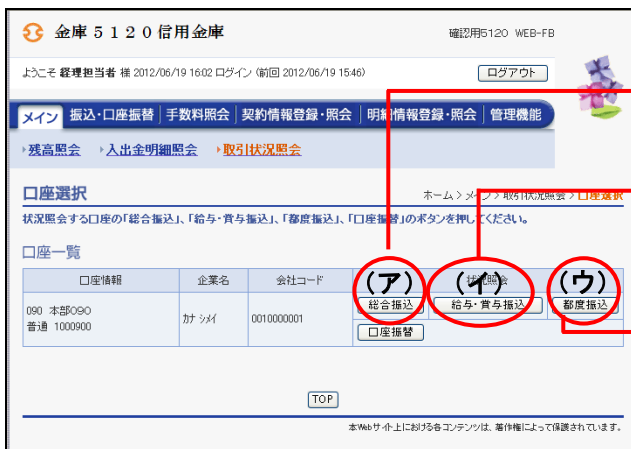 金庫5120信用金庫
確認用5120 WEB-FB
ようこそ 経理担当者 様 2012/06/19 16:02 ログイン (前回 2012/06/19 15:46)
ログアウト
メイン 振込・口座振替 手数料照会 契約情報登録・照会 明細情報登録・照会 管理機能
残高照会 入出金明細照会 取引状況照会
口座選択
ホーム > メイン > 取引状況照会 > 口座選択
状況照会する口座の「総合振込」、「給与・賞与振込」、「都度振込」、「口座振替」のボタンを押してください。
口座一覧
口座情報 企業名 会社コード 状況照会
(ア) (イ) (ウ)
090 本部090
普通 1000900
カナ シメイ 0010000001
総合振込 給与・賞与振込 都度振込
口座振替
TOP
本Webサイト上における各コンテンツは、著作権によって保護されています。